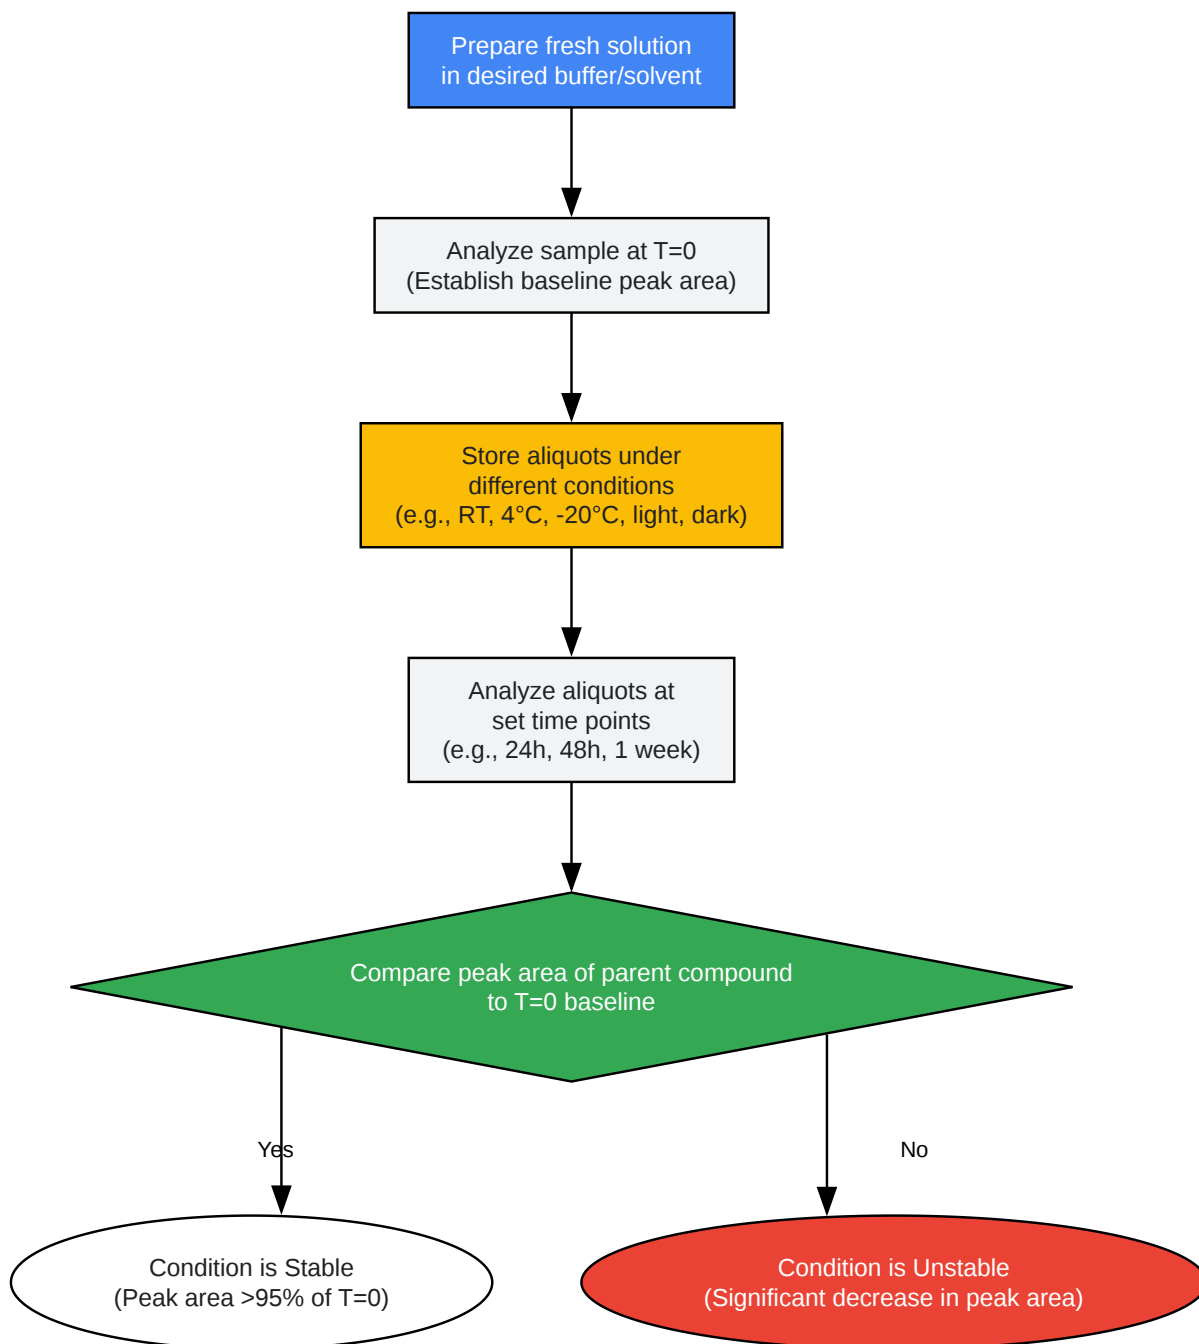 Prepare fresh solution
in desired buffer/solvent
Analyze sample at T=0
(Establish baseline peak area)
Store aliquots under
different conditions
(e.g., RT, 4°C, -20°C, light, dark)
Analyze aliquots at
set time points
(e.g., 24h, 48h, 1 week)
Compare peak area of parent compound
to T=0 baseline
Yes
No
Condition is Stable
(Peak area >95% of T=0)
Condition is Unstable
(Significant decrease in peak area)